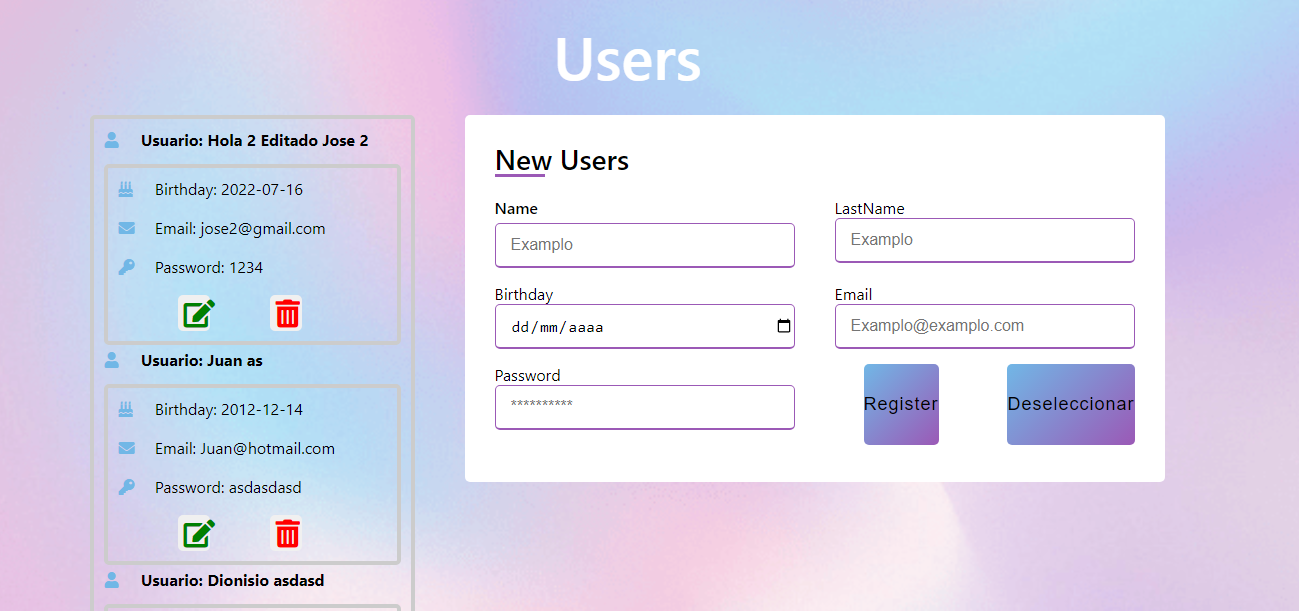 Users
Usuario: Hola 2 Editado Jose 2
Birthday: 2022-07-16
Email: jose2@gmail.com
Password: 1234
Usuario: Juan as
Birthday: 2012-12-14
Email: Juan@hotmail.com
Password: asdasdasd
Usuario: Dionisio asdasd
New Users
Name
Examplo
LastName
Examplo
Birthday
dd/mm/aaaa
Email
Examplo@examplo.com
Password
**********
Register
Deseleccionar